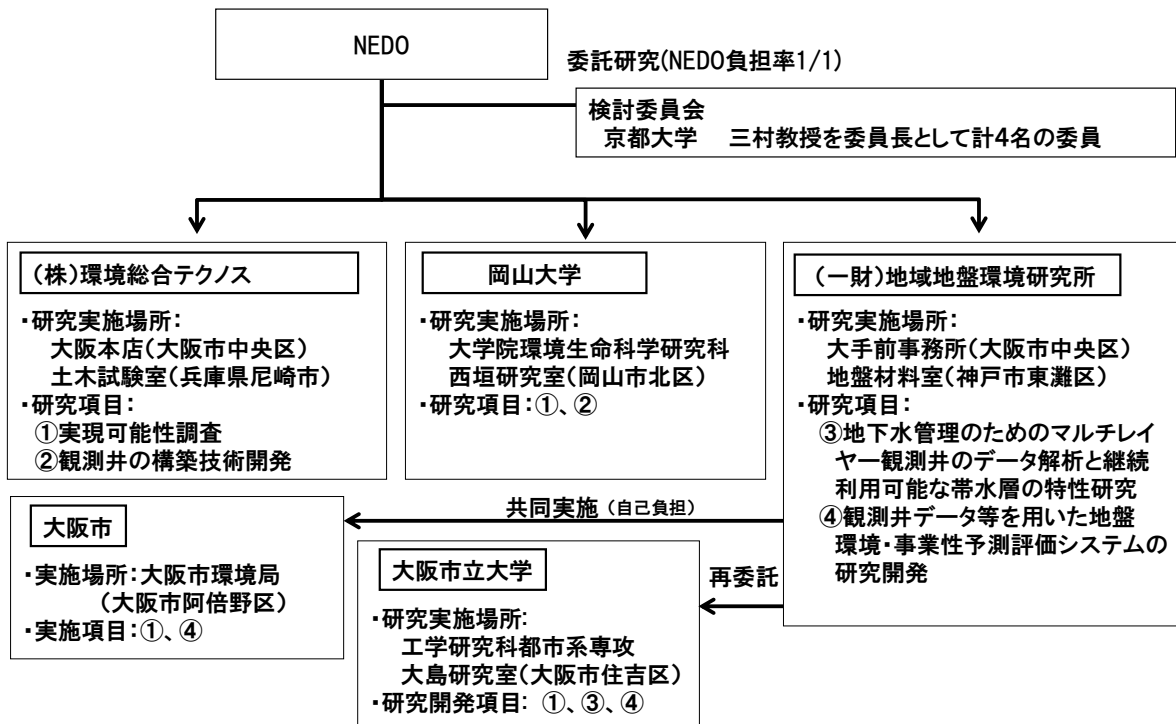 NEDO
委託研究(NEDO負担率1/1)
検討委員会
京都大学　三村教授を委員長として計4名の委員
（株）環境総合テクノス
・研究実施場所：
大阪本店（大阪市中央区）
土木試験室（兵庫県尼崎市）
・研究項目：
①実現可能性調査
②観測井の構築技術開発
岡山大学
・研究実施場所：
大学院環境生命科学研究科
西垣研究室（岡山市北区）
・研究項目：①、②
（一財）地域地盤環境研究所
・研究実施場所：
大手前事務所（大阪市中央区）
地盤材料室（神戸市東灘区）
・研究項目：
③地下水管理のためのマルチレイ
ヤー観測井のデータ解析と継続
利用可能な帯水層の特性研究
④観測井データ等を用いた地盤
環境・事業性予測評価システムの
研究開発
共同実施（自己負担）
大阪市
・実施場所：大阪市環境局
（大阪市阿倍野区）
・実施項目：①、④
再委託
大阪市立大学
・研究実施場所：
工学研究科都市系専攻
大島研究室（大阪市住吉区）
・研究開発項目：①、③、④